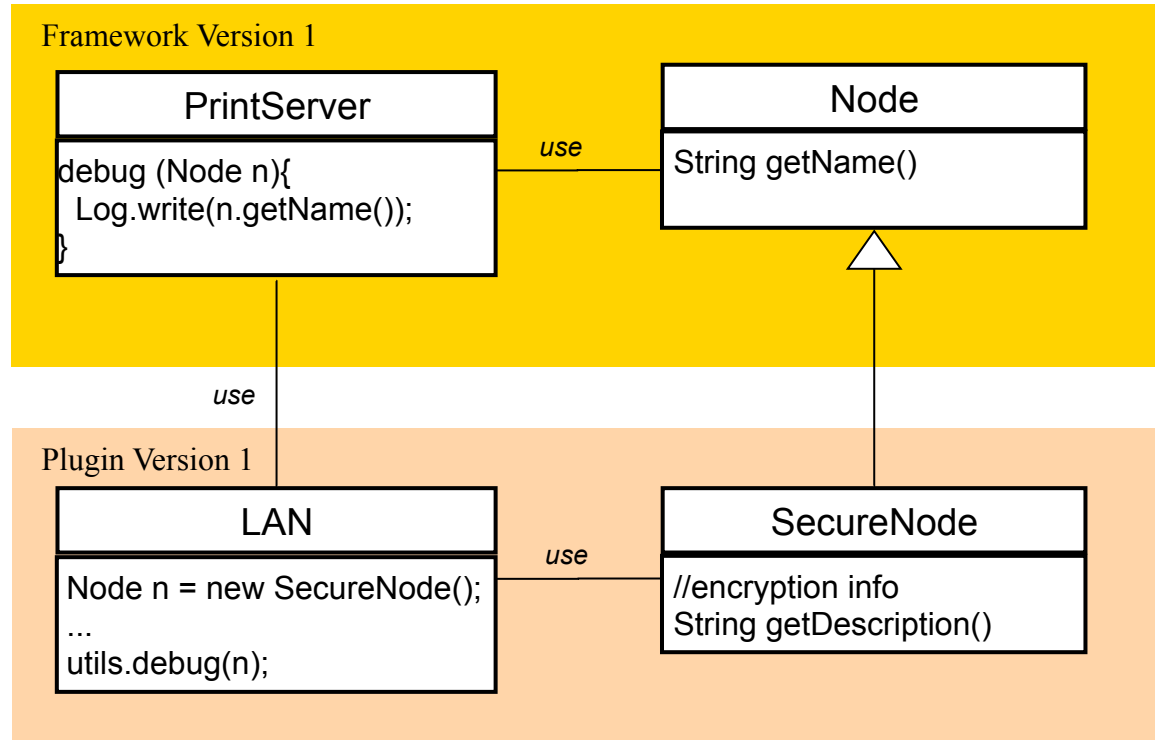 Framework Version 1
PrintServer
debug (Node n){
Log.write(n.getName());
}
use
Node
String getName()
use
Plugin Version 1
LAN
Node n = new SecureNode();
...
utils.debug(n);
use
SecureNode
//encryption info
String getDescription()